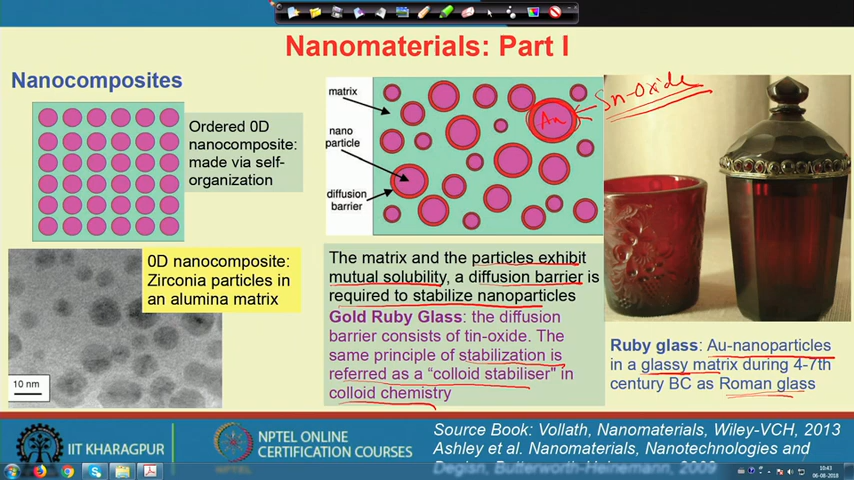 Nanomaterials: Part I
Nanocomposites
Ordered 0D
nanocomposite:
made via self-
organization
0D nanocomposite:
Zirconia particles in
an alumina matrix
10 nm
matrix
nano
particle
diffusion
barrier
Au
Sn-Oxide
The matrix and the particles exhibit
mutual solubility, a diffusion barrier is
required to stabilize nanoparticles
Gold Ruby Glass: the diffusion
barrier consists of tin-oxide. The
same principle of stabilization is
referred as a “colloid stabiliser" in
colloid chemistry
Ruby glass: Au-nanoparticles
in a glassy matrix during 4-7th
century BC as Roman glass
IIT KHARAGPUR
NPTEL ONLINE
CERTIFICATION COURSES
Source Book: Vollath, Nanomaterials, Wiley-VCH, 2013
Ashley et al. Nanomaterials, Nanotechnologies and
Degisn, Butterworth-Heinemann, 2009
10:43
06-08-2018